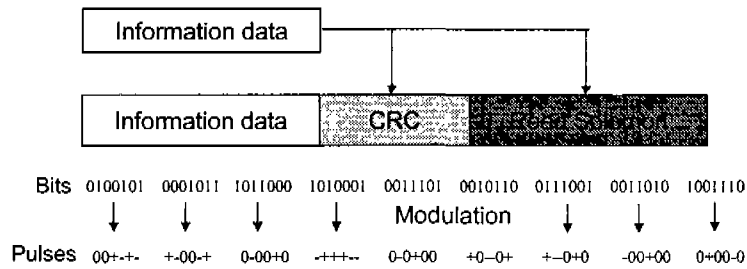 Information data
Information data CRC
Bits 0100101 0001011 1011000 1010001 0011101 0010110 0111001 0011010 1001110
Modulation
Pulses 00+-+- +-00-+ 0-00+0 -+++-- 0-0+00 +0--0+ +--0+0 -00+00 0+00-0